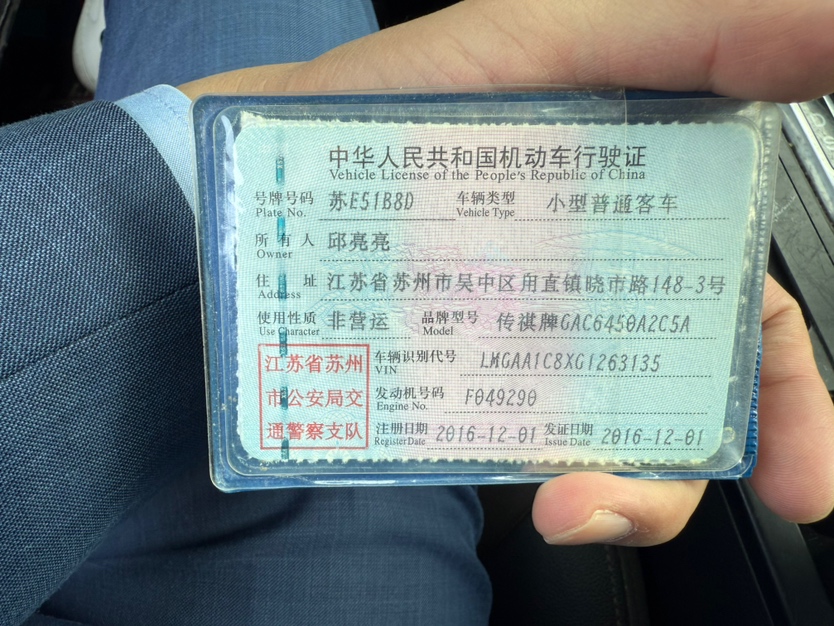 中华人民共和国机动车行驶证
Vehicle License of the People's Republic of China
号牌号码 苏E51B8D 车辆类型 小型普通客车
Plate No. Vehicle Type
所有人 邱亮亮
Owner
住址 江苏省苏州市吴中区甪直镇晓市路148-3号
Address
使用性质 非营运 品牌型号 传祺牌GAC6450A2C5A
Use Character Model
江苏省苏州
市公安局交
通警察支队
车辆识别代号 LMGAA1C8XG1263135
VIN
发动机号码 F049290
Engine No.
注册日期 2016-12-01 发证日期 2016-12-01
Register Date Issue Date